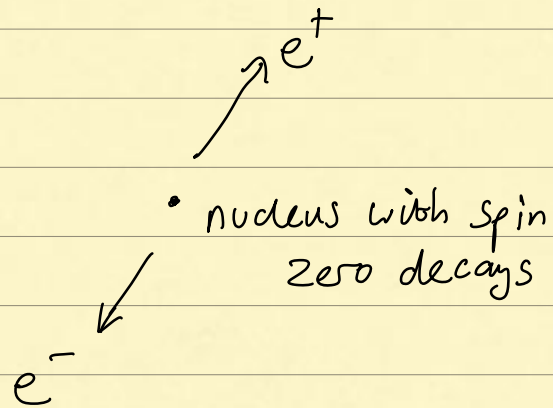 e⁺
nucleus with spin
zero decays
e⁻